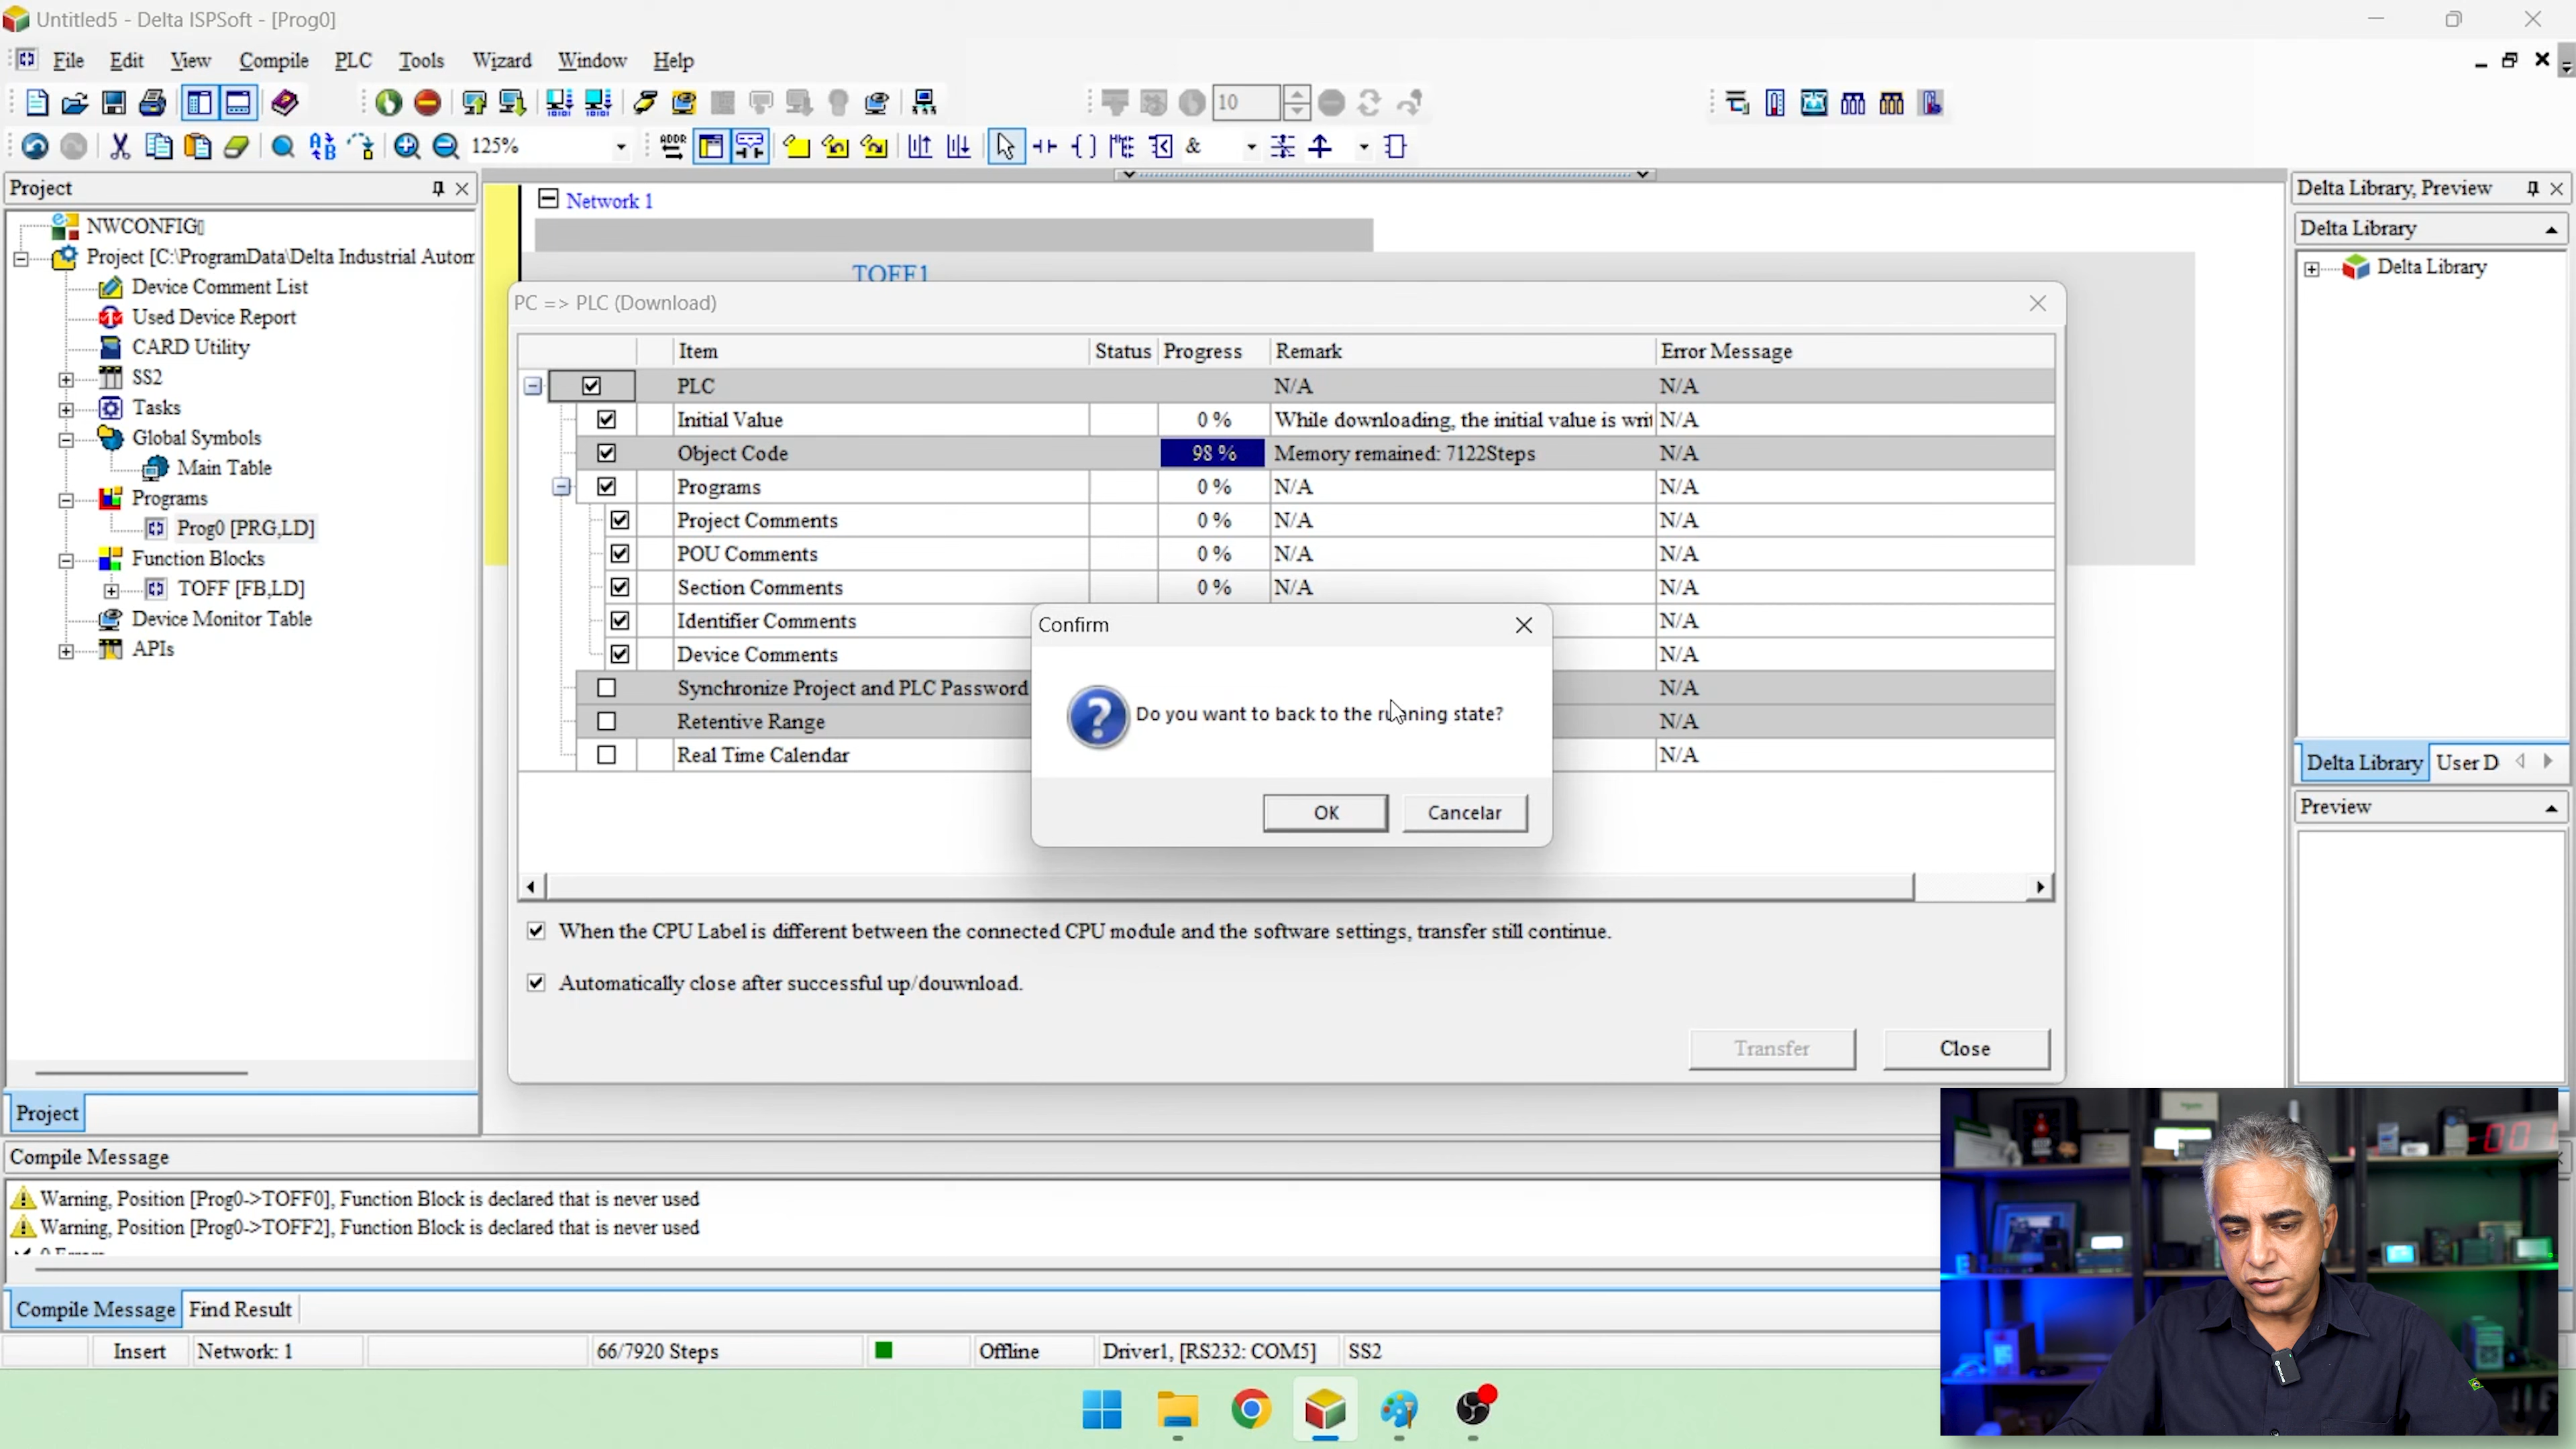 Untitled5 - Delta ISPSoft - [Prog0]
File Edit View Compile PLC Tools Wizard Window Help
10
125%
ADDR
&
Project
NWCONFIG
Project [C:\ProgramData\Delta Industrial Autom
Device Comment List
Used Device Report
CARD Utility
SS2
Tasks
Global Symbols
Main Table
Programs
Prog0 [PRG,LD]
Function Blocks
TOFF [FB,LD]
Device Monitor Table
APIs
Project
Network 1
TOFF1
PC => PLC (Download)
Item Status Progress Remark Error Message
PLC N/A N/A
Initial Value 0 % While downloading, the initial value is writ N/A
Object Code 98 % Memory remained: 7122Steps N/A
Programs 0 % N/A N/A
Project Comments 0 % N/A N/A
POU Comments 0 % N/A N/A
Section Comments 0 % N/A N/A
Identifier Comments N/A
Device Comments N/A
Synchronize Project and PLC Password N/A
Retentive Range N/A
Real Time Calendar N/A
Confirm
Do you want to back to the running state?
OK Cancelar
When the CPU Label is different between the connected CPU module and the software settings, transfer still continue.
Automatically close after successful up/douwnload.
Transfer Close
Delta Library, Preview
Delta Library
Delta Library
Delta Library User D
Preview
Compile Message
Warning, Position [Prog0->TOFF0], Function Block is declared that is never used
Warning, Position [Prog0->TOFF2], Function Block is declared that is never used
Compile Message Find Result
Insert Network: 1 66/7920 Steps Offline Driver1, [RS232: COM5] SS2
-001